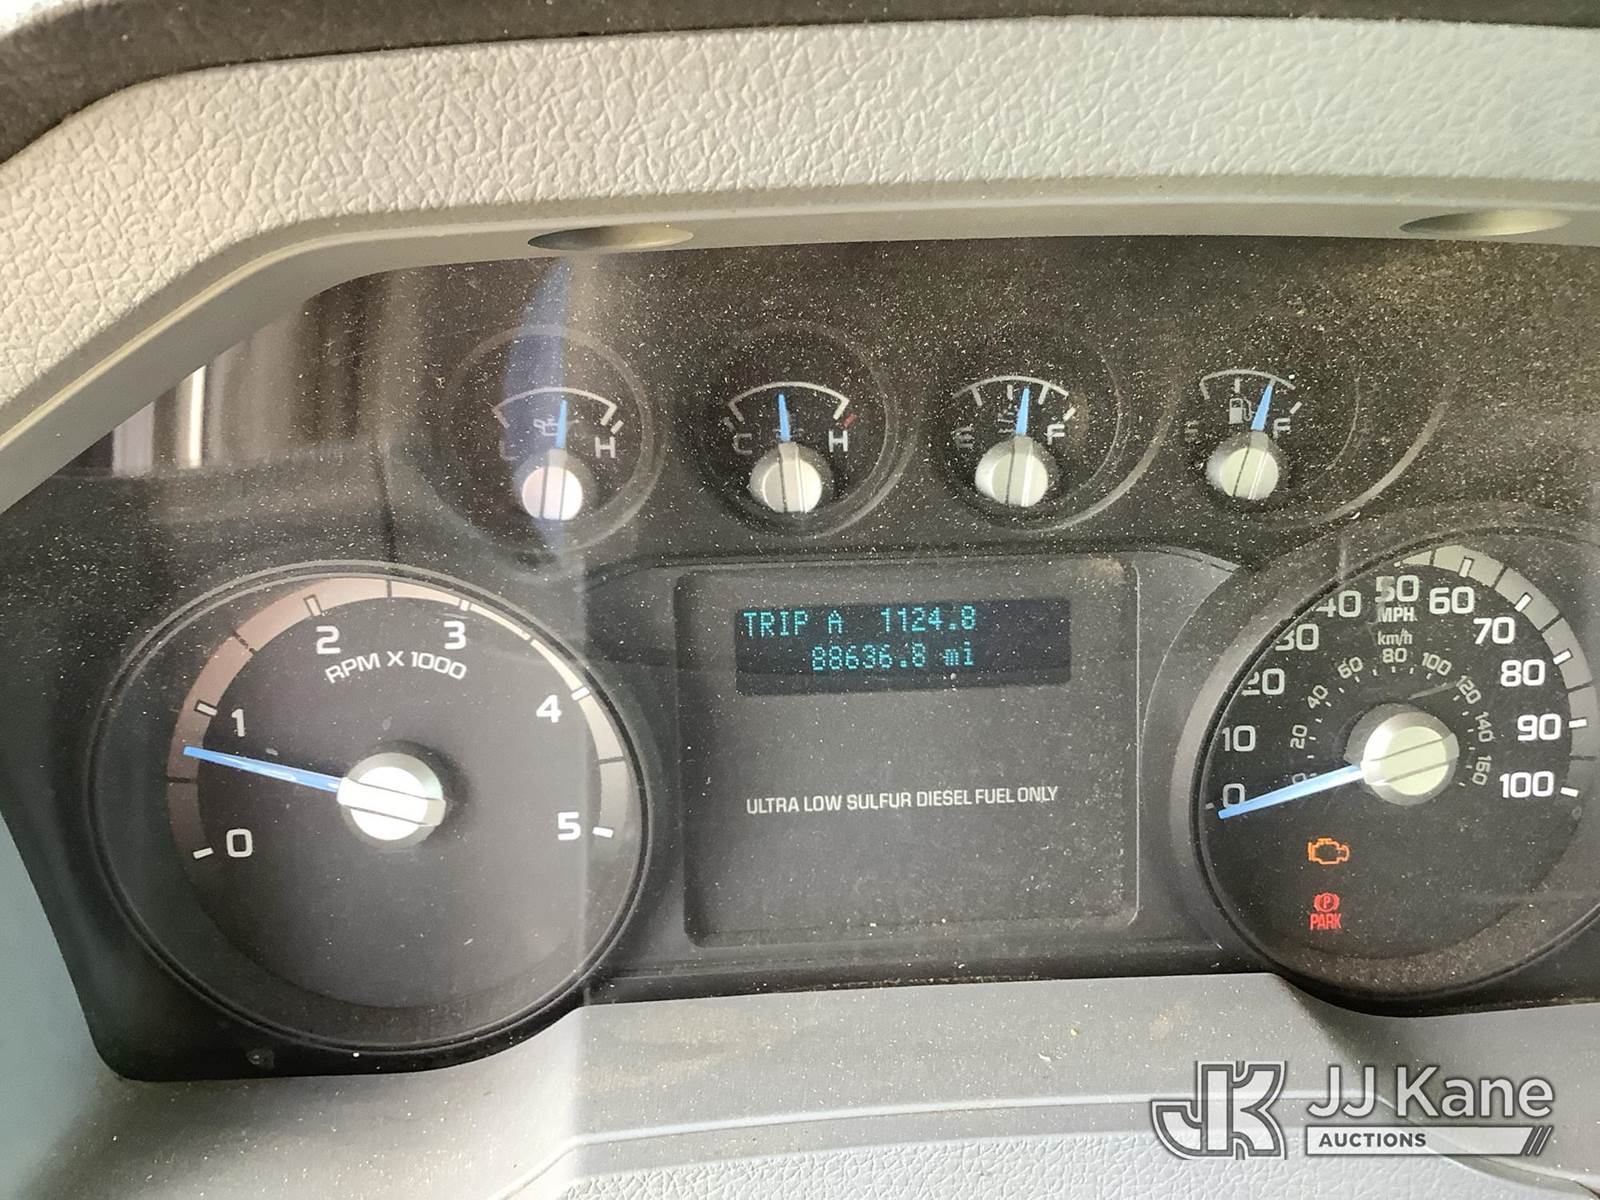 L H
C H
E F
E F
0 1 2 3 4 5
RPM X 1000
TRIP A 1124.8
88636.8 mi
ULTRA LOW SULFUR DIESEL FUEL ONLY
0 10 20 30 40 50 60 70 80 90 100
MPH
km/h
0 20 40 60 80 100 120 140 160
P
PARK
JK JJ Kane
AUCTIONS